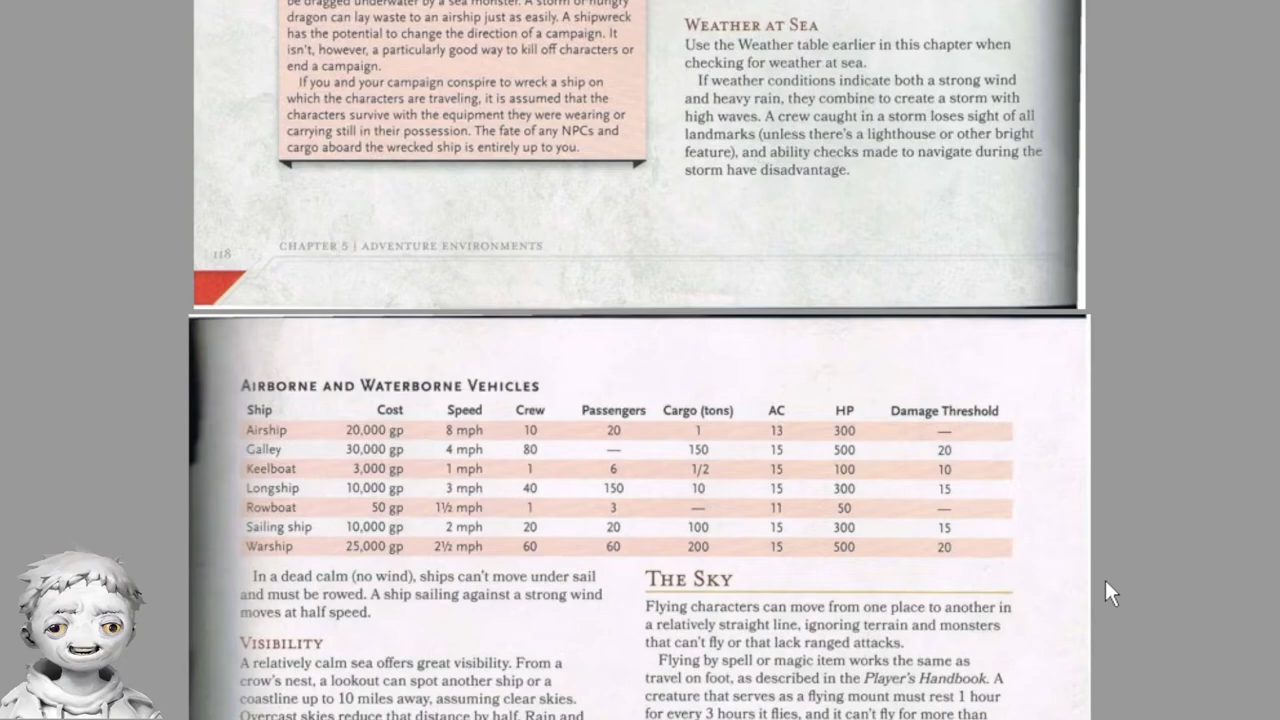 be dragged underwater by a sea monster. A storm or hungry
dragon can lay waste to an airship just as easily. A shipwreck
has the potential to change the direction of a campaign. It
isn't, however, a particularly good way to kill off characters or
end a campaign.
If you and your campaign conspire to wreck a ship on
which the characters are traveling, it is assumed that the
characters survive with the equipment they were wearing or
carrying still in their possession. The fate of any NPCs and
cargo aboard the wrecked ship is entirely up to you.
WEATHER AT SEA
Use the Weather table earlier in this chapter when
checking for weather at sea.
If weather conditions indicate both a strong wind
and heavy rain, they combine to create a storm with
high waves. A crew caught in a storm loses sight of all
landmarks (unless there's a lighthouse or other bright
feature), and ability checks made to navigate during the
storm have disadvantage.
118
CHAPTER 5 | ADVENTURE ENVIRONMENTS
AIRBORNE AND WATERBORNE VEHICLES
Ship Cost Speed Crew Passengers Cargo (tons) AC HP Damage Threshold
Airship 20,000 gp 8 mph 10 20 1 13 300 —
Galley 30,000 gp 4 mph 80 — 150 15 500 20
Keelboat 3,000 gp 1 mph 1 6 1/2 15 100 10
Longship 10,000 gp 3 mph 40 150 10 15 300 15
Rowboat 50 gp 1½ mph 1 3 — 11 50 —
Sailing ship 10,000 gp 2 mph 20 20 100 15 300 15
Warship 25,000 gp 2½ mph 60 60 200 15 500 20
In a dead calm (no wind), ships can't move under sail
and must be rowed. A ship sailing against a strong wind
moves at half speed.
VISIBILITY
A relatively calm sea offers great visibility. From a
crow's nest, a lookout can spot another ship or a
coastline up to 10 miles away, assuming clear skies.
Overcast skies reduce that distance by half. Rain and
THE SKY
Flying characters can move from one place to another in
a relatively straight line, ignoring terrain and monsters
that can't fly or that lack ranged attacks.
Flying by spell or magic item works the same as
travel on foot, as described in the Player's Handbook. A
creature that serves as a flying mount must rest 1 hour
for every 3 hours it flies, and it can't fly for more than